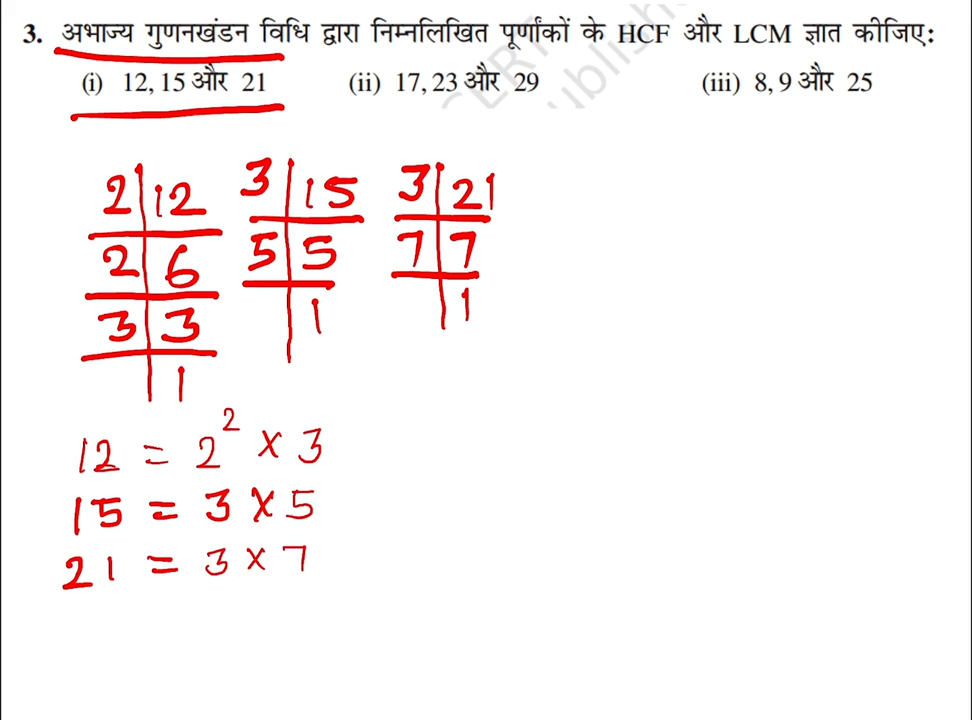 3. अभाज्य गुणनखंडन विधि द्वारा निम्नलिखित पूर्णांकों के HCF और LCM ज्ञात कीजिए:
(i) 12, 15 और 21 (ii) 17, 23 और 29 (iii) 8, 9 और 25
2 12 3 15 3 21
2 6 5 5 7 7
3 3 1 1
1
12 = 2² × 3
15 = 3 × 5
21 = 3 × 7